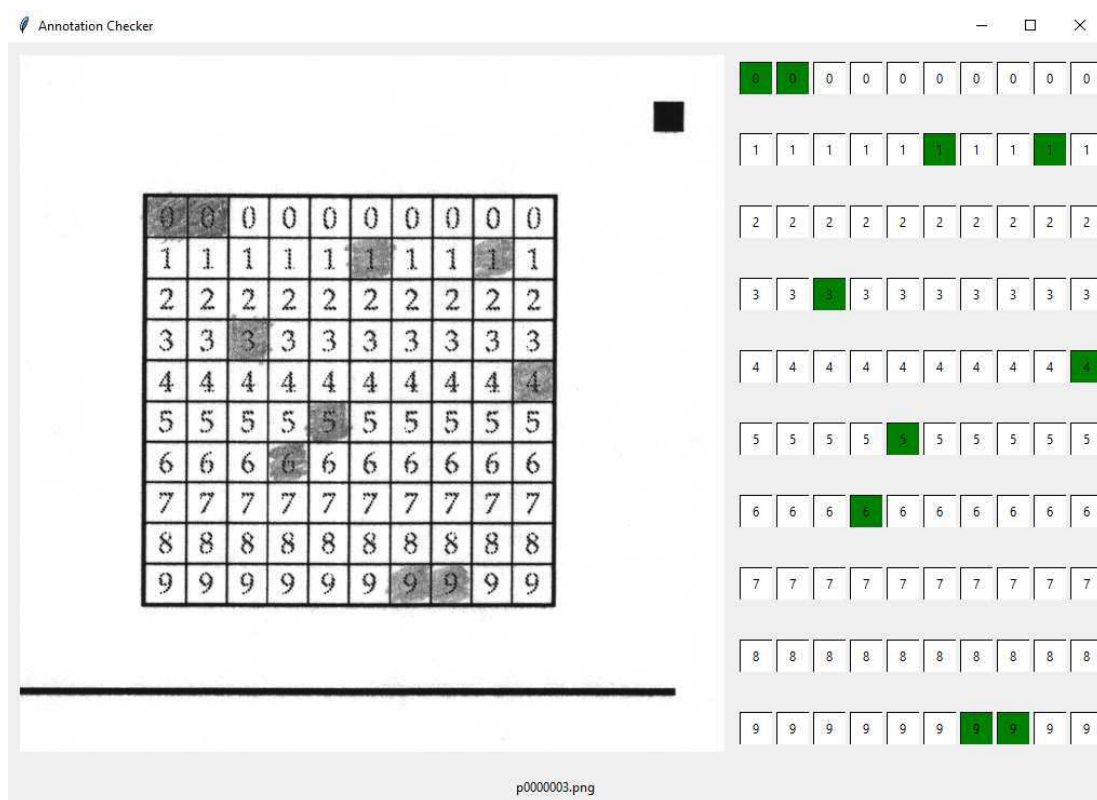 Annotation Checker
0 0 0 0 0 0 0 0 0 0
1 1 1 1 1 1 1 1 1 1
2 2 2 2 2 2 2 2 2 2
3 3 3 3 3 3 3 3 3 3
4 4 4 4 4 4 4 4 4 4
5 5 5 5 5 5 5 5 5 5
6 6 6 6 6 6 6 6 6 6
7 7 7 7 7 7 7 7 7 7
8 8 8 8 8 8 8 8 8 8
9 9 9 9 9 9 9 9 9 9
0 0 0 0 0 0 0 0 0 0
1 1 1 1 1 1 1 1 1 1
2 2 2 2 2 2 2 2 2 2
3 3 3 3 3 3 3 3 3 3
4 4 4 4 4 4 4 4 4 4
5 5 5 5 5 5 5 5 5 5
6 6 6 6 6 6 6 6 6 6
7 7 7 7 7 7 7 7 7 7
8 8 8 8 8 8 8 8 8 8
9 9 9 9 9 9 9 9 9 9
p0000003.png